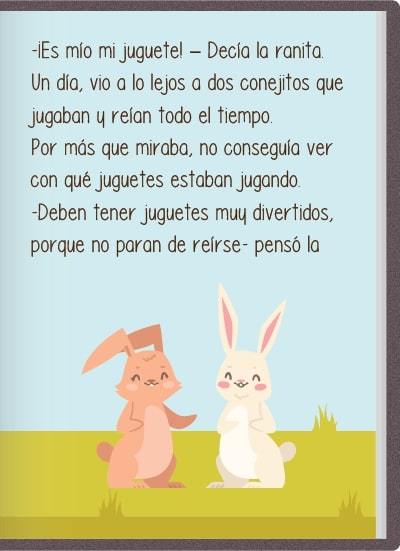 -¡Es mío mi juguete! – Decía la ranita.
Un día, vio a lo lejos a dos conejitos que
jugaban y reían todo el tiempo.
Por más que miraba, no conseguía ver
con qué juguetes estaban jugando.
-Deben tener juguetes muy divertidos,
porque no paran de reírse- pensó la